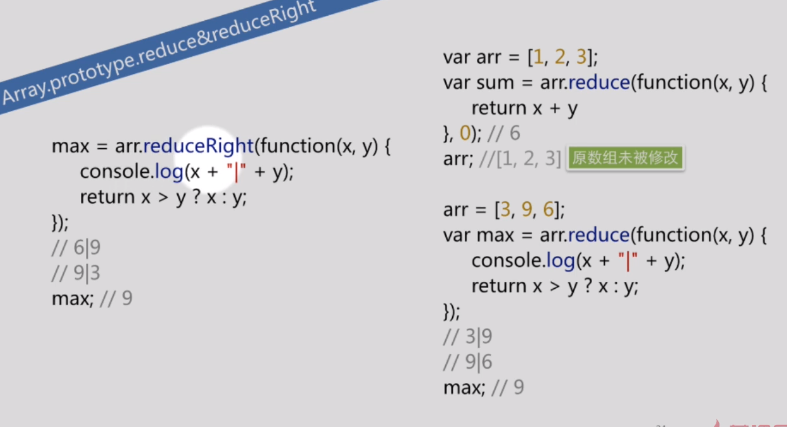 Array.prototype.reduce&reduceRight
max = arr.reduceRight(function(x, y) {
console.log(x + "|" + y);
return x > y ? x : y;
});
// 6|9
// 9|3
max; // 9
var arr = [1, 2, 3];
var sum = arr.reduce(function(x, y) {
return x + y
}, 0); // 6
arr; //[1, 2, 3] 原数组未被修改
arr = [3, 9, 6];
var max = arr.reduce(function(x, y) {
console.log(x + "|" + y);
return x > y ? x : y;
});
// 3|9
// 9|6
max; // 9